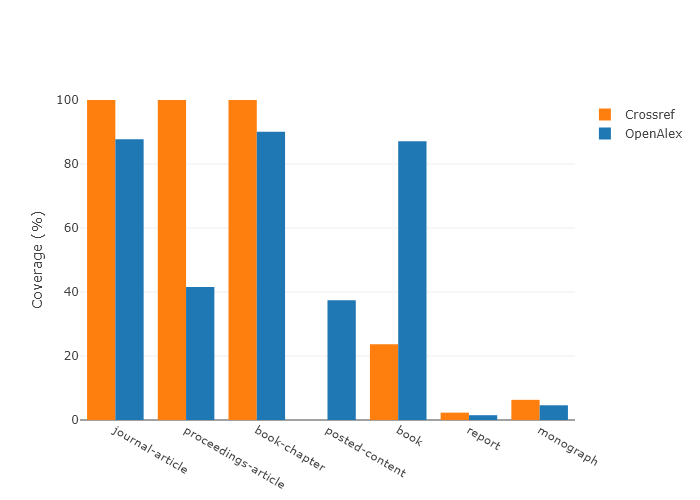 100
80
60
40
20
0
Coverage (%)
journal-article
proceedings-article
book-chapter
posted-content
book
report
monograph
Crossref
OpenAlex